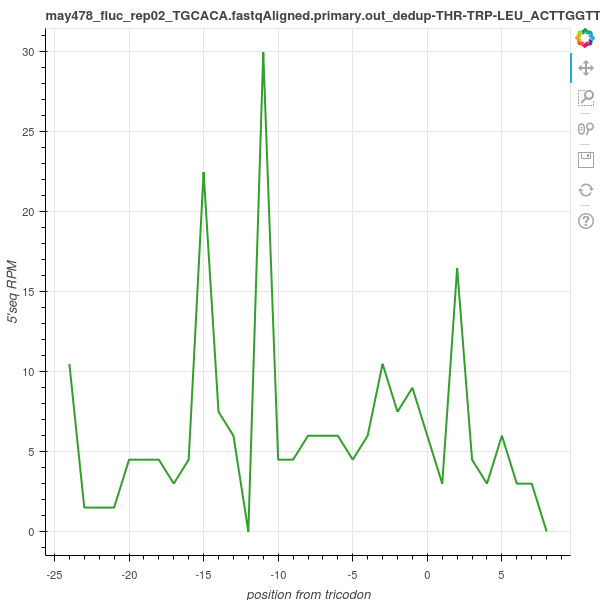 may478_fluc_rep02_TGCACA.fastqAligned.primary.out_dedup-THR-TRP-LEU_ACTTGGTT
30
25
20
15
10
5
0
5'seq RPM
-25 -20 -15 -10 -5 0 5
position from tricodon